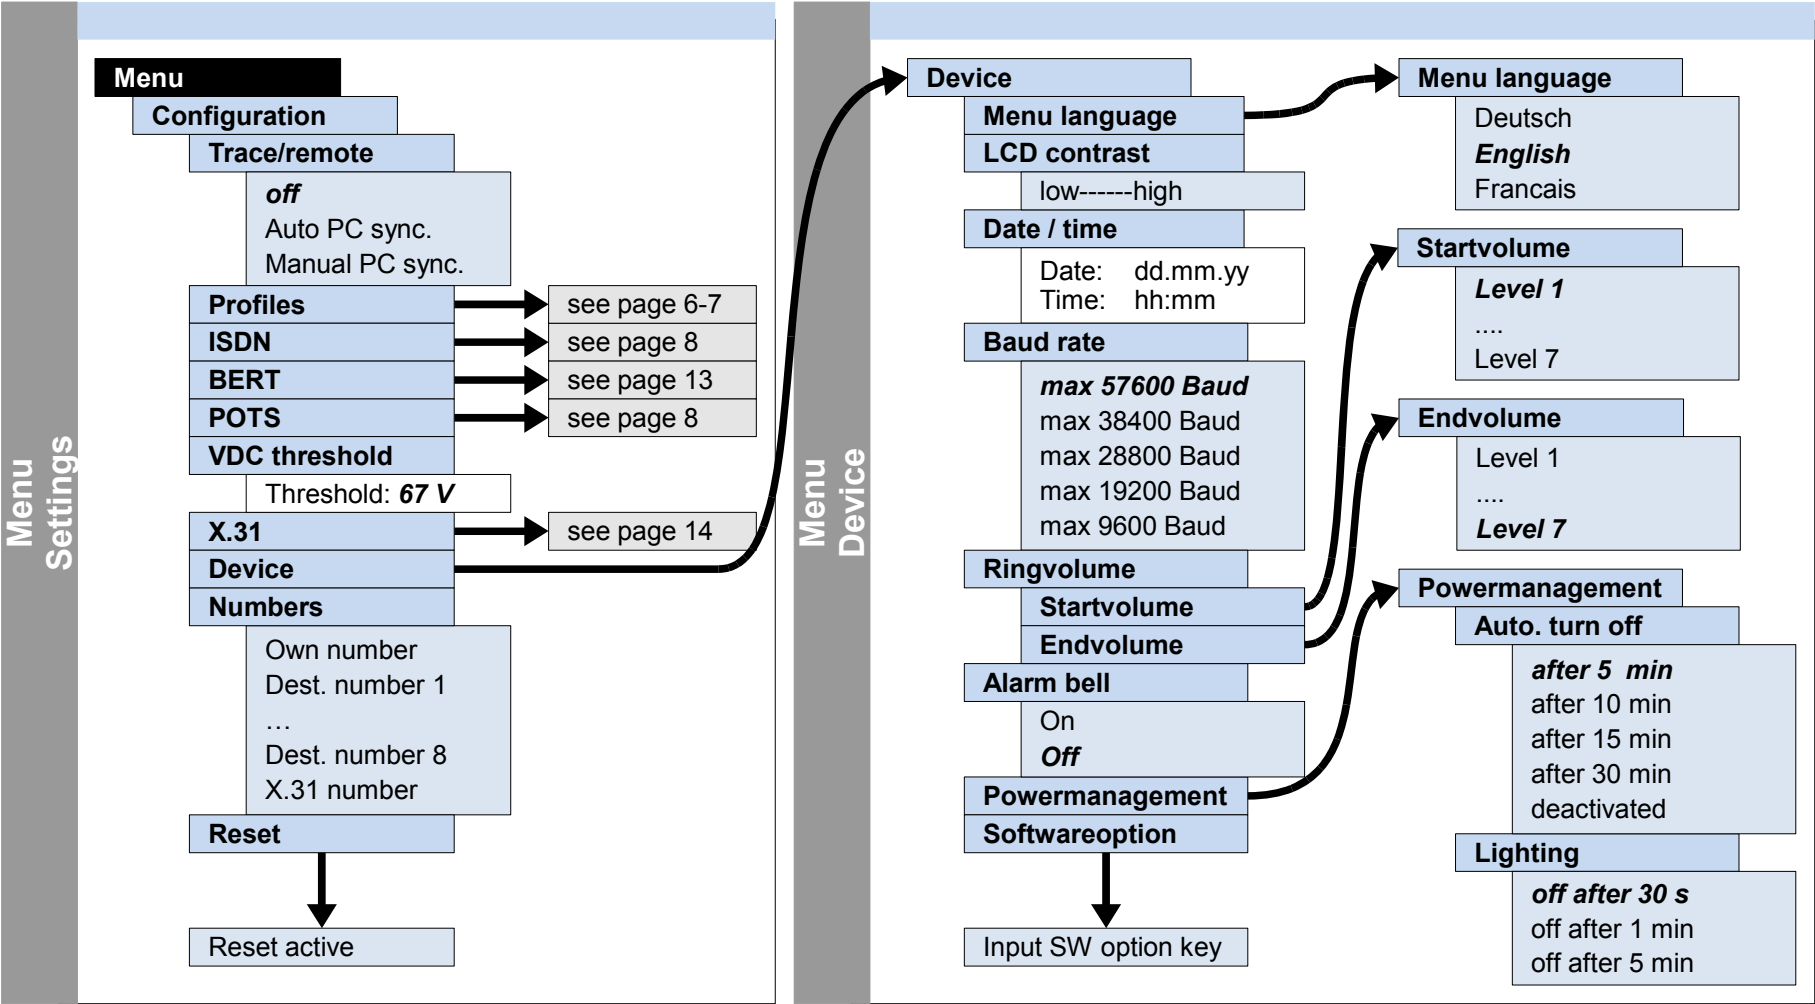 Menu
Settings
Menu
Configuration
Trace/remote
off
Auto PC sync.
Manual PC sync.
Profiles
see page 6-7
ISDN
see page 8
BERT
see page 13
POTS
see page 8
VDC threshold
Threshold: 67 V
X.31
see page 14
Device
Numbers
Own number
Dest. number 1
…
Dest. number 8
X.31 number
Reset
Reset active
Menu
Device
Device
Menu language
LCD contrast
low------high
Date / time
Date: dd.mm.yy
Time: hh:mm
Baud rate
max 57600 Baud
max 38400 Baud
max 28800 Baud
max 19200 Baud
max 9600 Baud
Ringvolume
Startvolume
Endvolume
Alarm bell
On
Off
Powermanagement
Softwareoption
Input SW option key
Menu language
Deutsch
English
Francais
Startvolume
Level 1
....
Level 7
Endvolume
Level 1
....
Level 7
Powermanagement
Auto. turn off
after 5 min
after 10 min
after 15 min
after 30 min
deactivated
Lighting
off after 30 s
off after 1 min
off after 5 min